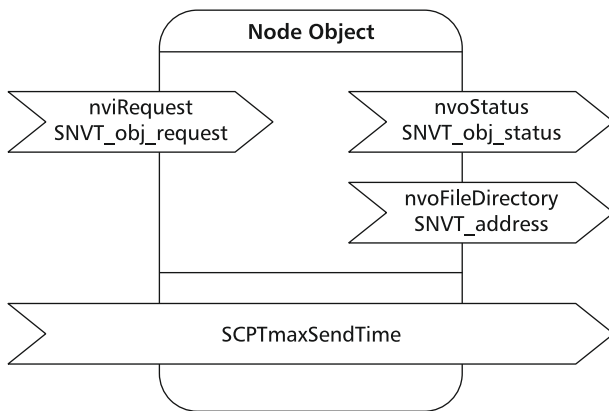 Node Object
nviRequest
SNVT_obj_request
nvoStatus
SNVT_obj_status
nvoFileDirectory
SNVT_address
SCPTmaxSendTime